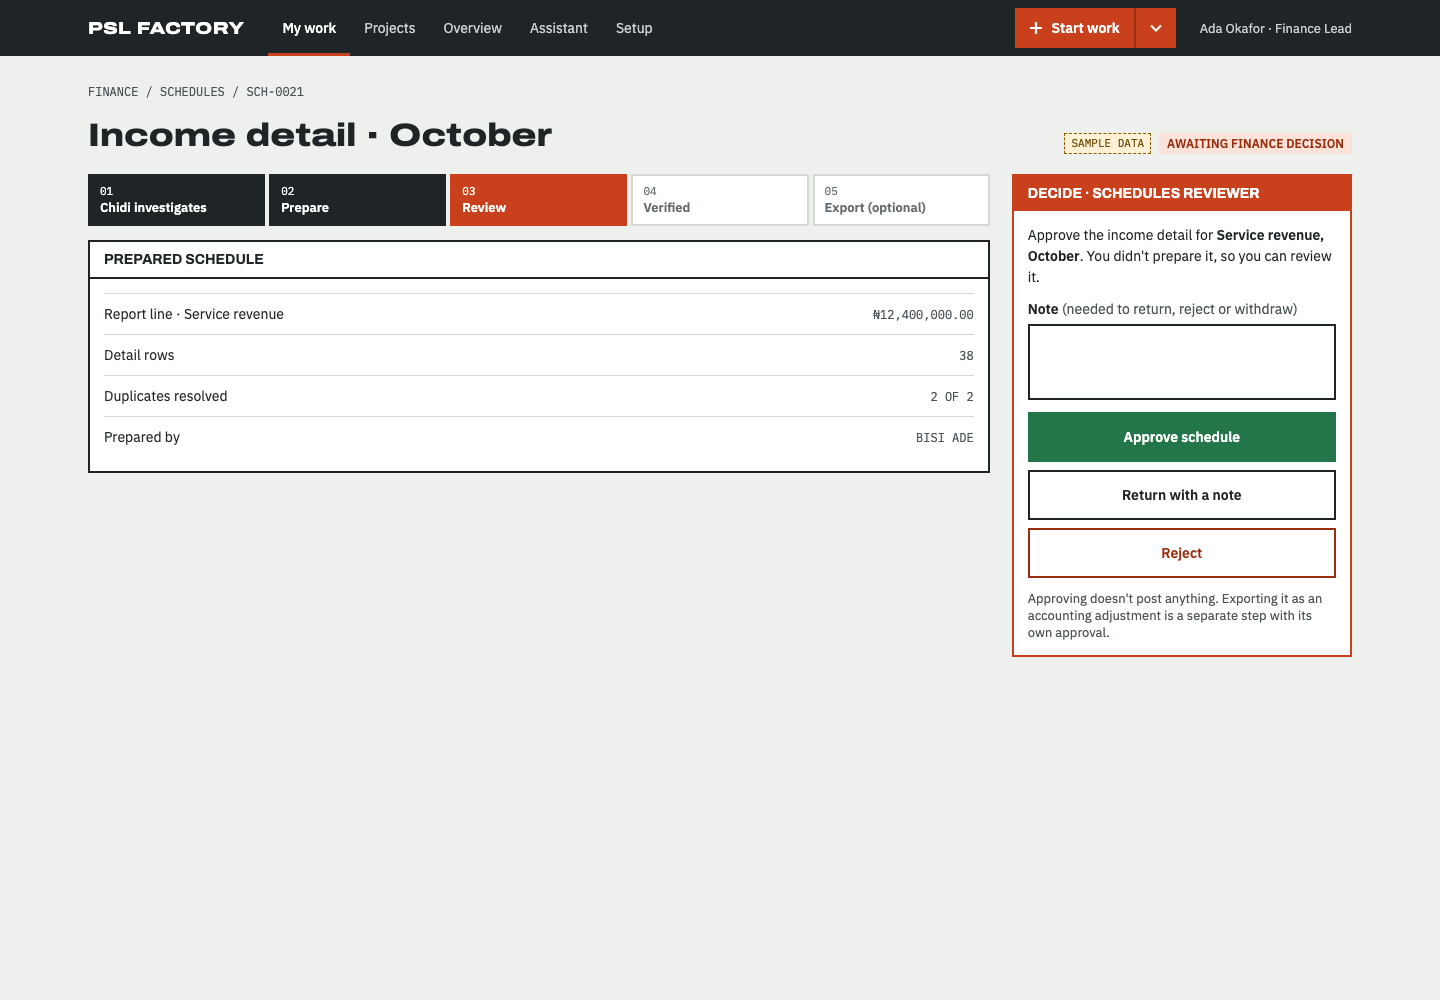 PSL FACTORY
My work
Projects
Overview
Assistant
Setup
Start work
Ada Okafor · Finance Lead
FINANCE / SCHEDULES / SCH-0021
Income detail · October
SAMPLE DATA
AWAITING FINANCE DECISION
01
Chidi investigates
02
Prepare
03
Review
04
Verified
05
Export (optional)
PREPARED SCHEDULE
Report line · Service revenue ₦12,400,000.00
Detail rows 38
Duplicates resolved 2 OF 2
Prepared by BISI ADE
DECIDE · SCHEDULES REVIEWER
Approve the income detail for Service revenue,
October. You didn't prepare it, so you can review
it.
Note (needed to return, reject or withdraw)
Approve schedule
Return with a note
Reject
Approving doesn't post anything. Exporting it as an
accounting adjustment is a separate step with its
own approval.